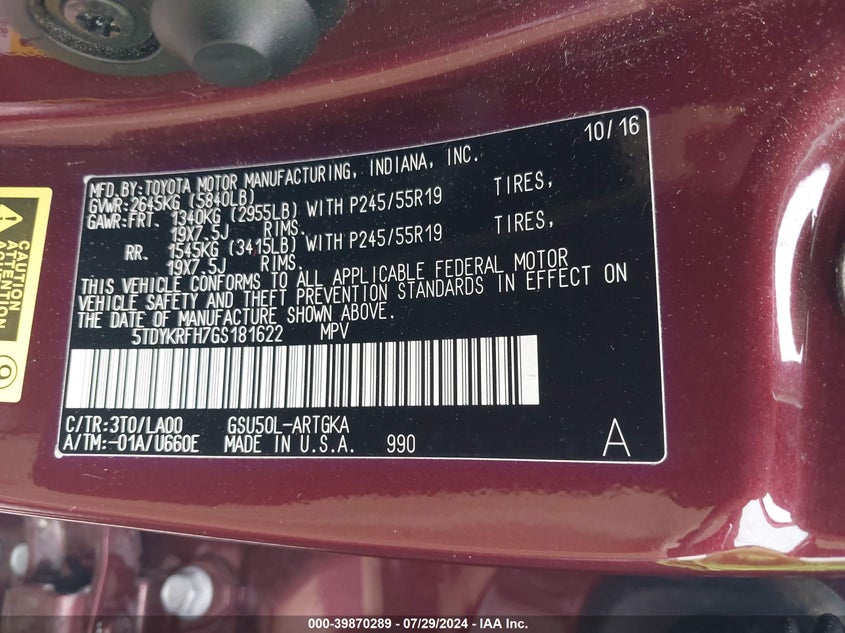 10/16
MFD.BY:TOYOTA MOTOR MANUFACTURING, INDIANA, INC.
GVWR:2645KG (5840LB)
GAWR:FRT. 1340KG (2955LB) WITH P245/55R19 TIRES,
19X7.5J RIMS.
RR. 1545KG (3415LB) WITH P245/55R19 TIRES,
19X7.5J RIMS.
THIS VEHICLE CONFORMS TO ALL APPLICABLE FEDERAL MOTOR
VEHICLE SAFETY AND THEFT PREVENTION STANDARDS IN EFFECT ON
THE DATE OF MANUFACTURE SHOWN ABOVE.
5TDYKRFH7GS181622 MPV
C/TR:3T0/LA00 GSU50L-ARTGKA
A/TM:-01A/U660E MADE IN U.S.A. 990 A
CAUTION
ATTENTION
000-39870289 - 07/29/2024 - IAA Inc.